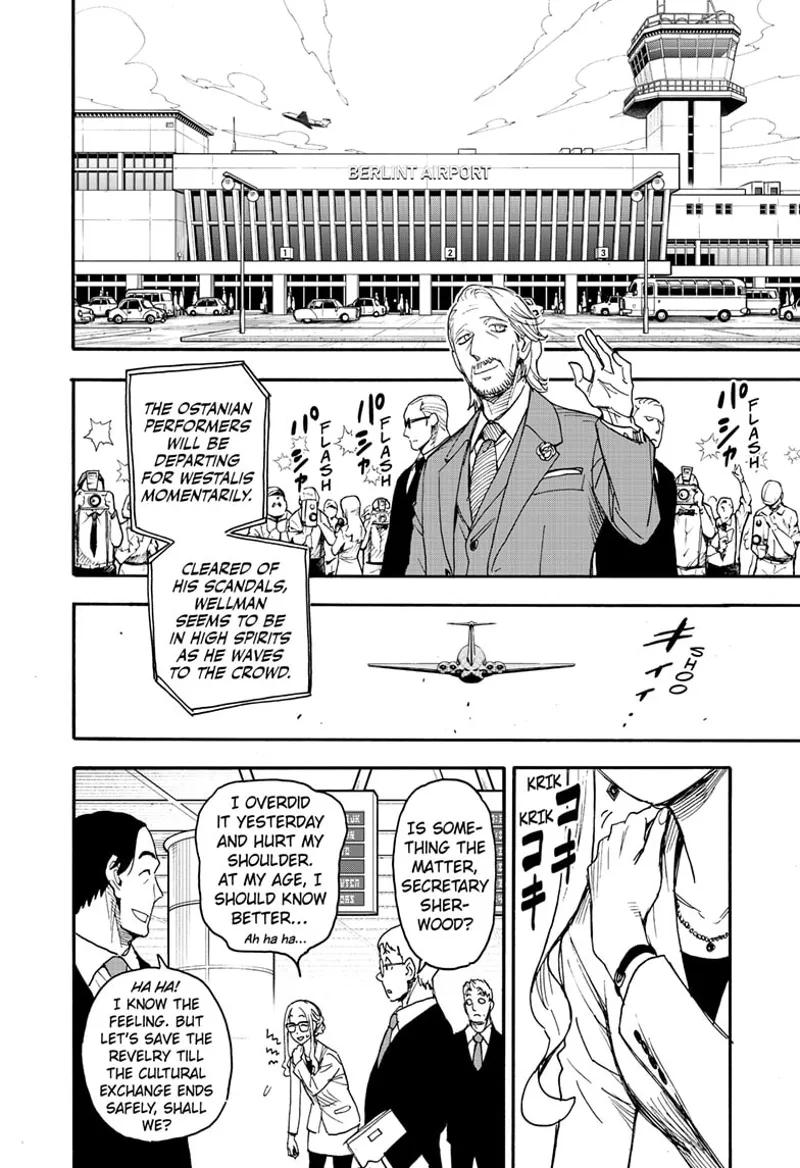 BERLINT AIRPORT
1
2
3
THE OSTANIAN
PERFORMERS
WILL BE
DEPARTING
FOR WESTALIS
MOMENTARILY.
パシャ
FLASH
パシャ
FLASH
パシャ
FLASH
CLEARED OF
HIS SCANDALS,
WELLMAN
SEEMS TO BE
IN HIGH SPIRITS
AS HE WAVES
TO THE CROWD.
キイィ・・
SHOO
I OVERDID
IT YESTERDAY
AND HURT MY
SHOULDER.
AT MY AGE, I
SHOULD KNOW
BETTER...
Ah ha ha...
IS SOME-
THING THE
MATTER,
SECRETARY
SHER-
WOOD?
HA HA!
I KNOW THE
FEELING. BUT
LET'S SAVE THE
REVELRY TILL
THE CULTURAL
EXCHANGE ENDS
SAFELY, SHALL
WE?
KRIK
KRIK
コキ
コキ